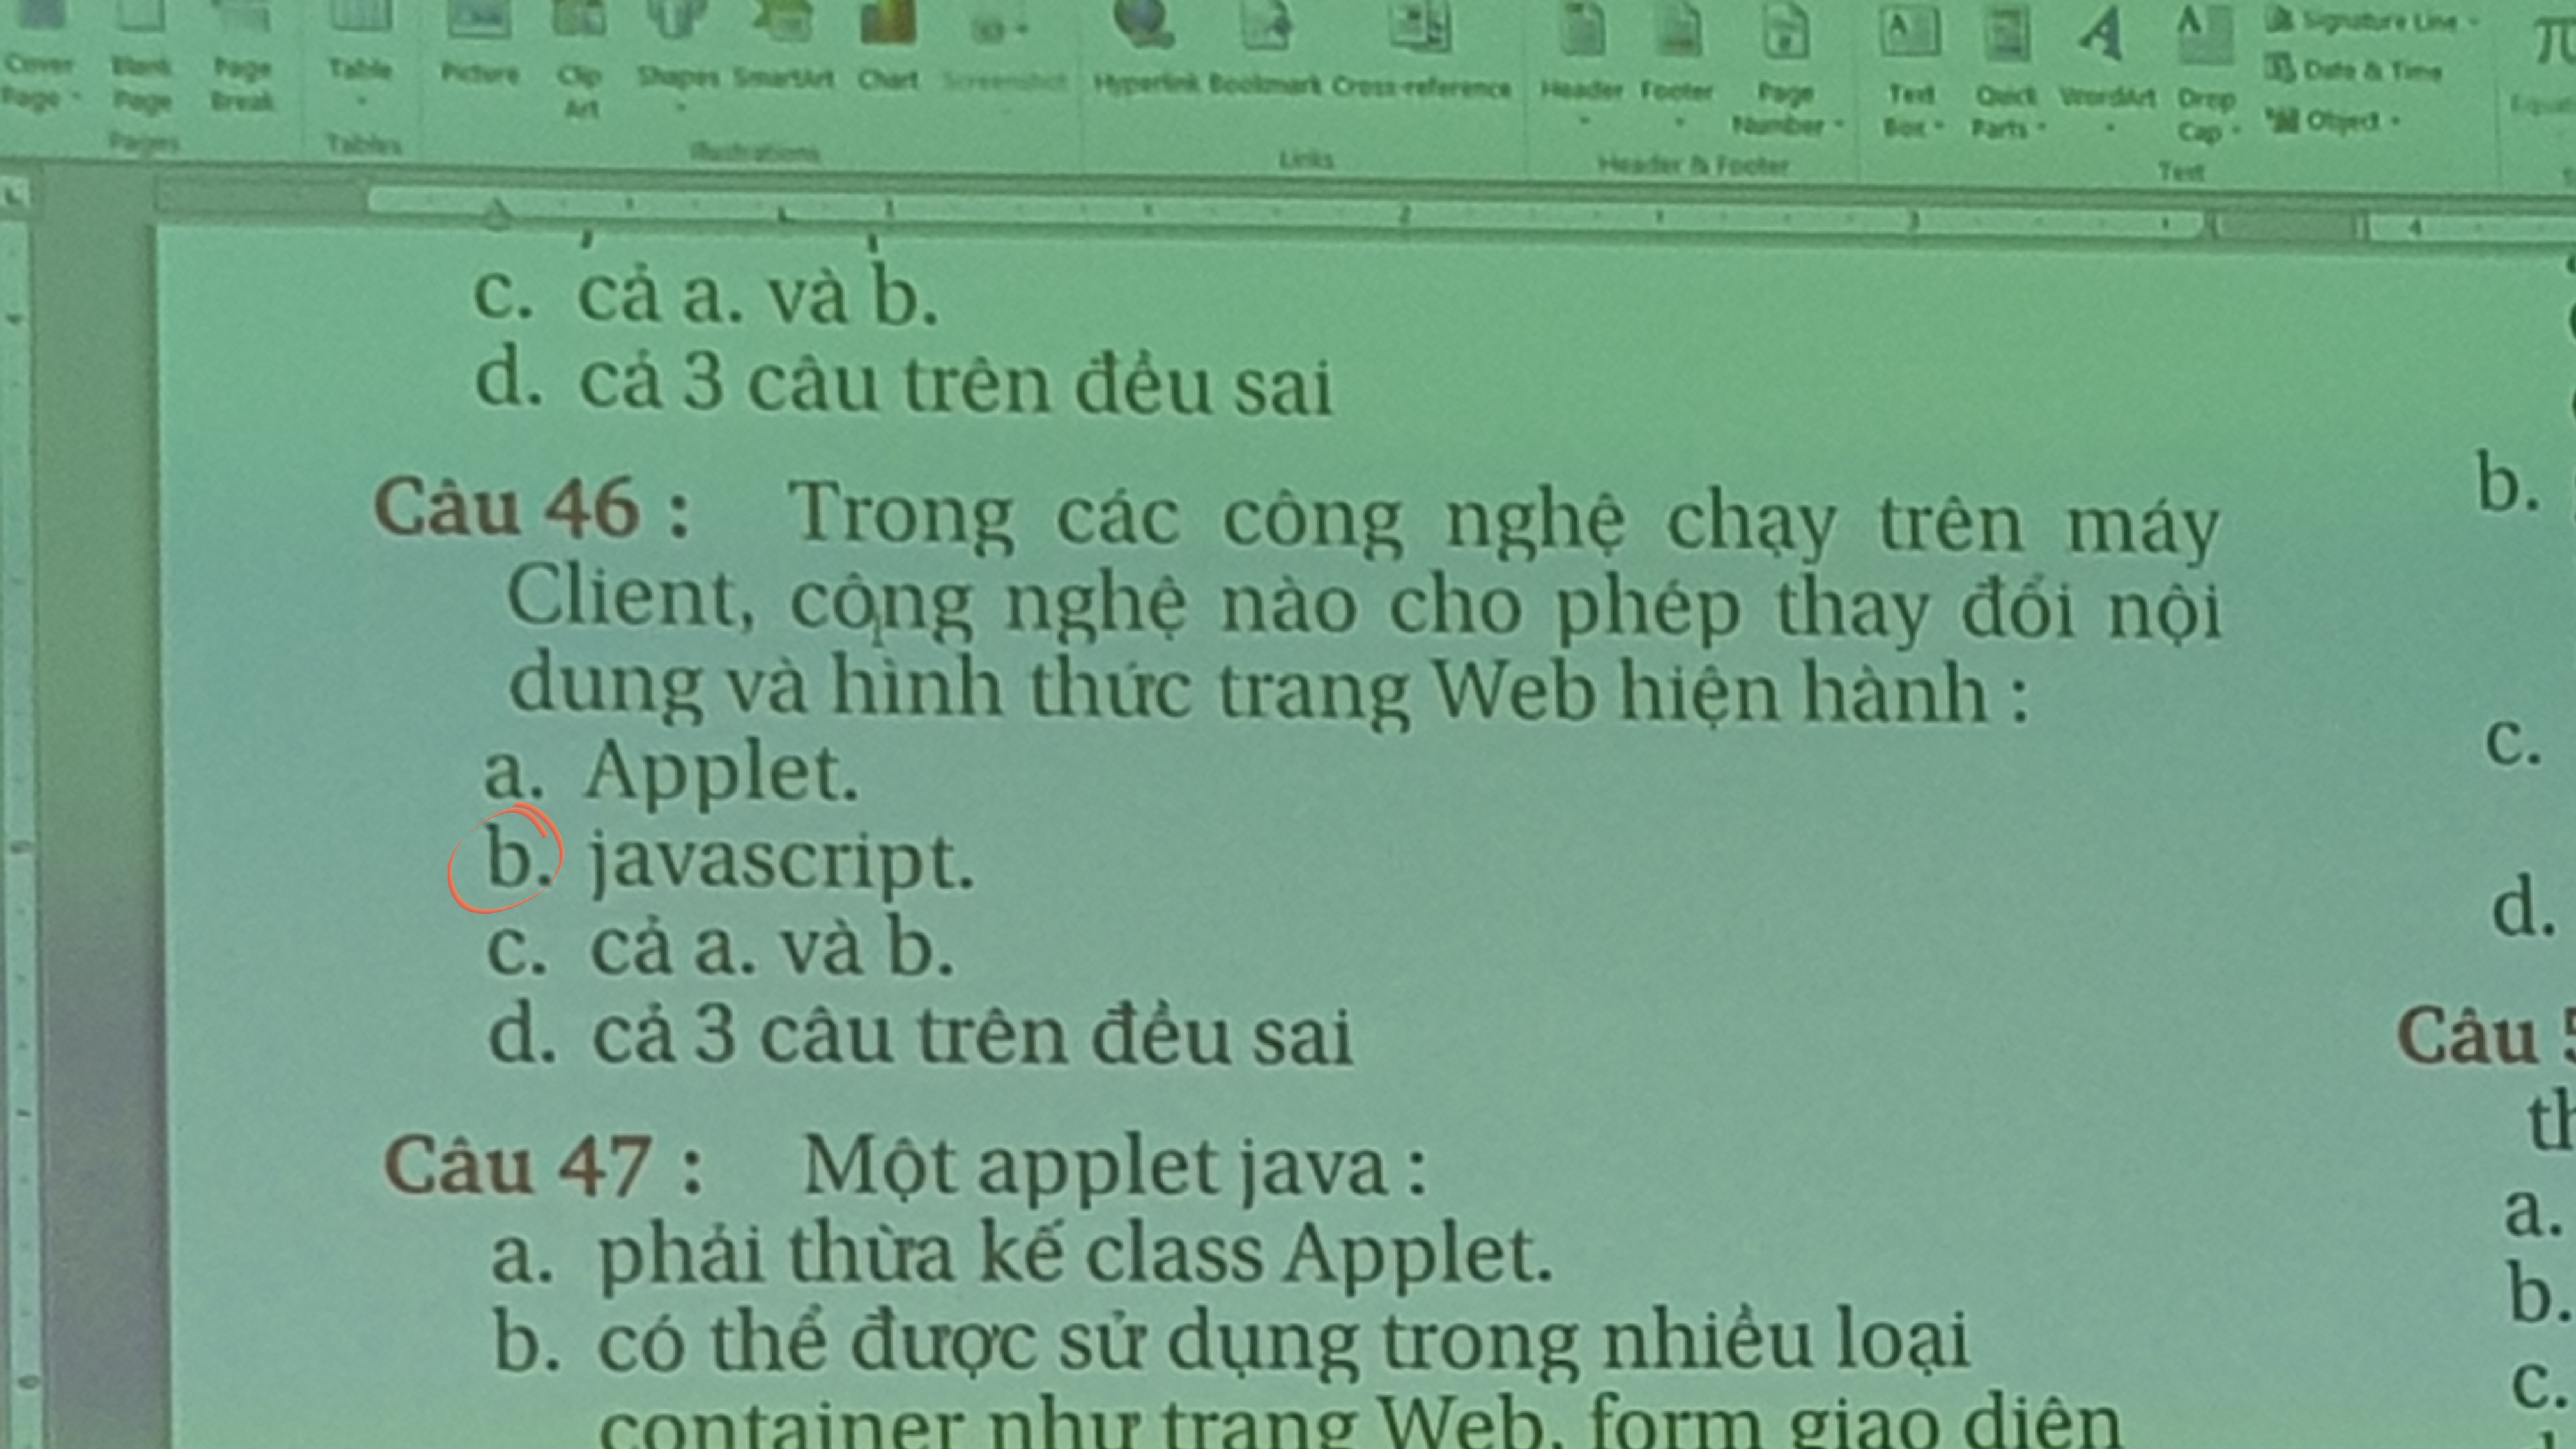 Cover
Page
Blank
Page
Page
Break
Pages
Table
Tables
Picture
Clip
Art
Shapes
SmartArt
Chart
Screenshot
Illustrations
Hyperlink
Bookmark
Cross-reference
Links
Header
Footer
Page
Number
Header & Footer
Text
Box
Quick
Parts
WordArt
Drop
Cap
Signature Line
Date & Time
Object
Text
π
1
2
3
4
c. cả a. và b.
d. cả 3 câu trên đều sai
Câu 46 : Trong các công nghệ chạy trên máy
Client, công nghệ nào cho phép thay đổi nội
dung và hình thức trang Web hiện hành :
a. Applet.
b. javascript.
c. cả a. và b.
d. cả 3 câu trên đều sai
Câu 47 : Một applet java :
a. phải thừa kế class Applet.
b. có thể được sử dụng trong nhiều loại
container như trang Web, form giao diện
b.
c.
d.
Câu 5
th
a.
b.
c.